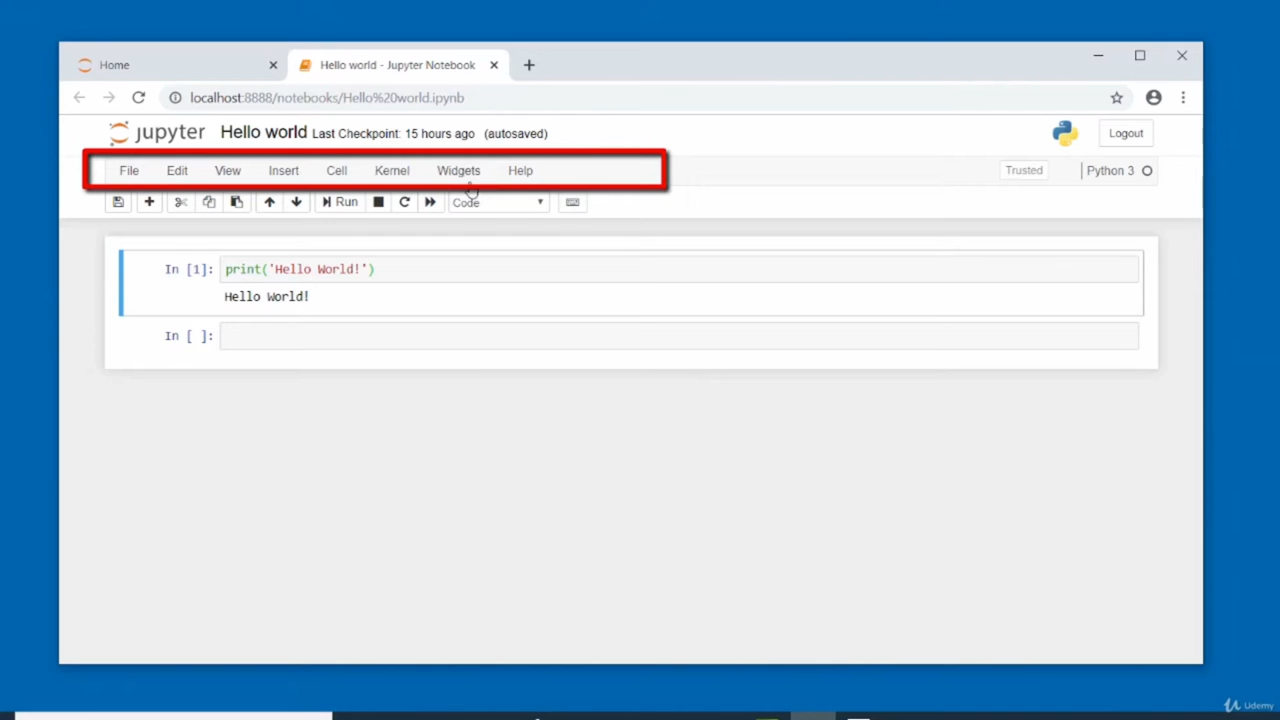 Home
Hello world - Jupyter Notebook
localhost:8888/notebooks/Hello%20world.ipynb
jupyter Hello world Last Checkpoint: 15 hours ago (autosaved)
Logout
File Edit View Insert Cell Kernel Widgets Help
Trusted
Python 3
Run
Code
In [1]: print('Hello World!')
Hello World!
In [ ]:
Udemy